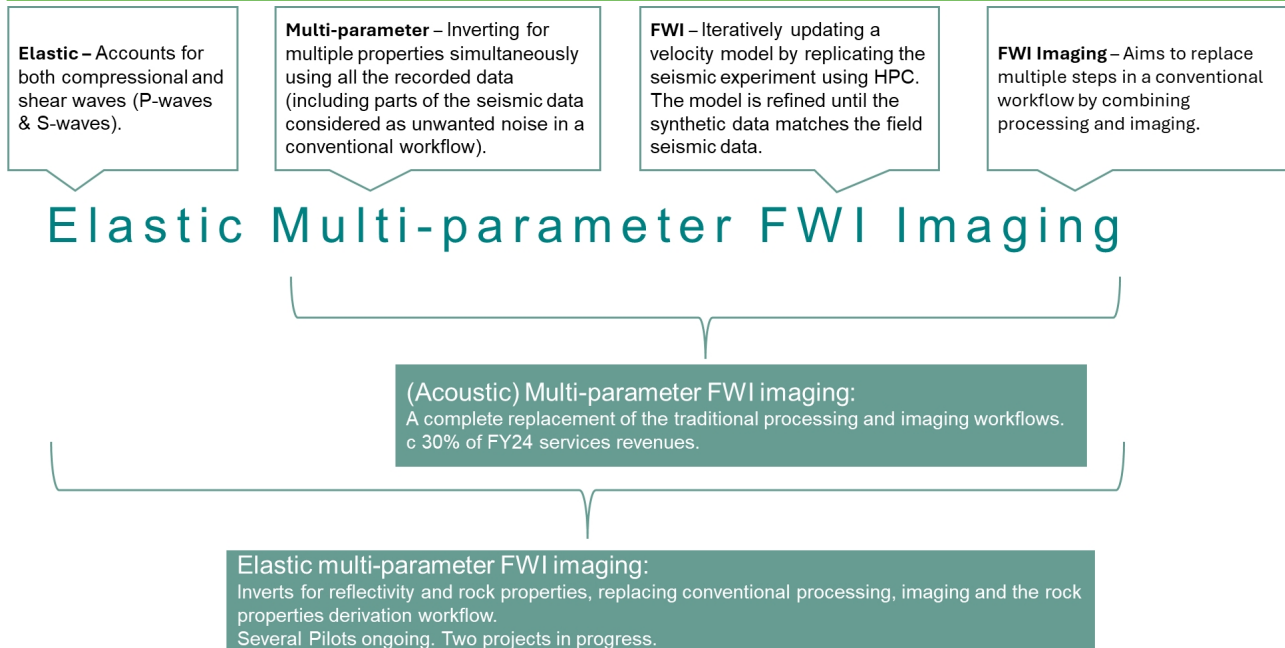 Elastic – Accounts for
both compressional and
shear waves (P-waves
& S-waves).
Multi-parameter – Inverting for
multiple properties simultaneously
using all the recorded data
(including parts of the seismic data
considered as unwanted noise in a
conventional workflow).
FWI – Iteratively updating a
velocity model by replicating the
seismic experiment using HPC.
The model is refined until the
synthetic data matches the field
seismic data.
FWI Imaging – Aims to replace
multiple steps in a conventional
workflow by combining
processing and imaging.
Elastic Multi-parameter FWI Imaging
(Acoustic) Multi-parameter FWI imaging:
A complete replacement of the traditional processing and imaging workflows.
c 30% of FY24 services revenues.
Elastic multi-parameter FWI imaging:
Inverts for reflectivity and rock properties, replacing conventional processing, imaging and the rock
properties derivation workflow.
Several Pilots ongoing. Two projects in progress.